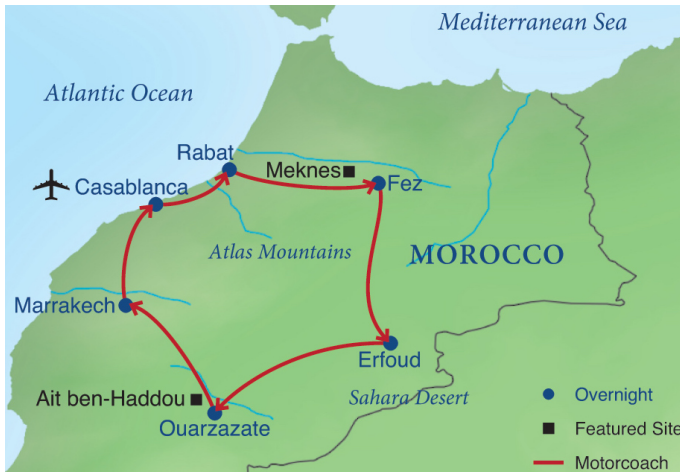 Mediterranean Sea
Atlantic Ocean
Rabat
Meknes
Casablanca
Fez
Atlas Mountains
MOROCCO
Marrakech
Erfoud
Ait ben-Haddou
Sahara Desert
Ouarzazate
Overnight
Featured Site
Motorcoach